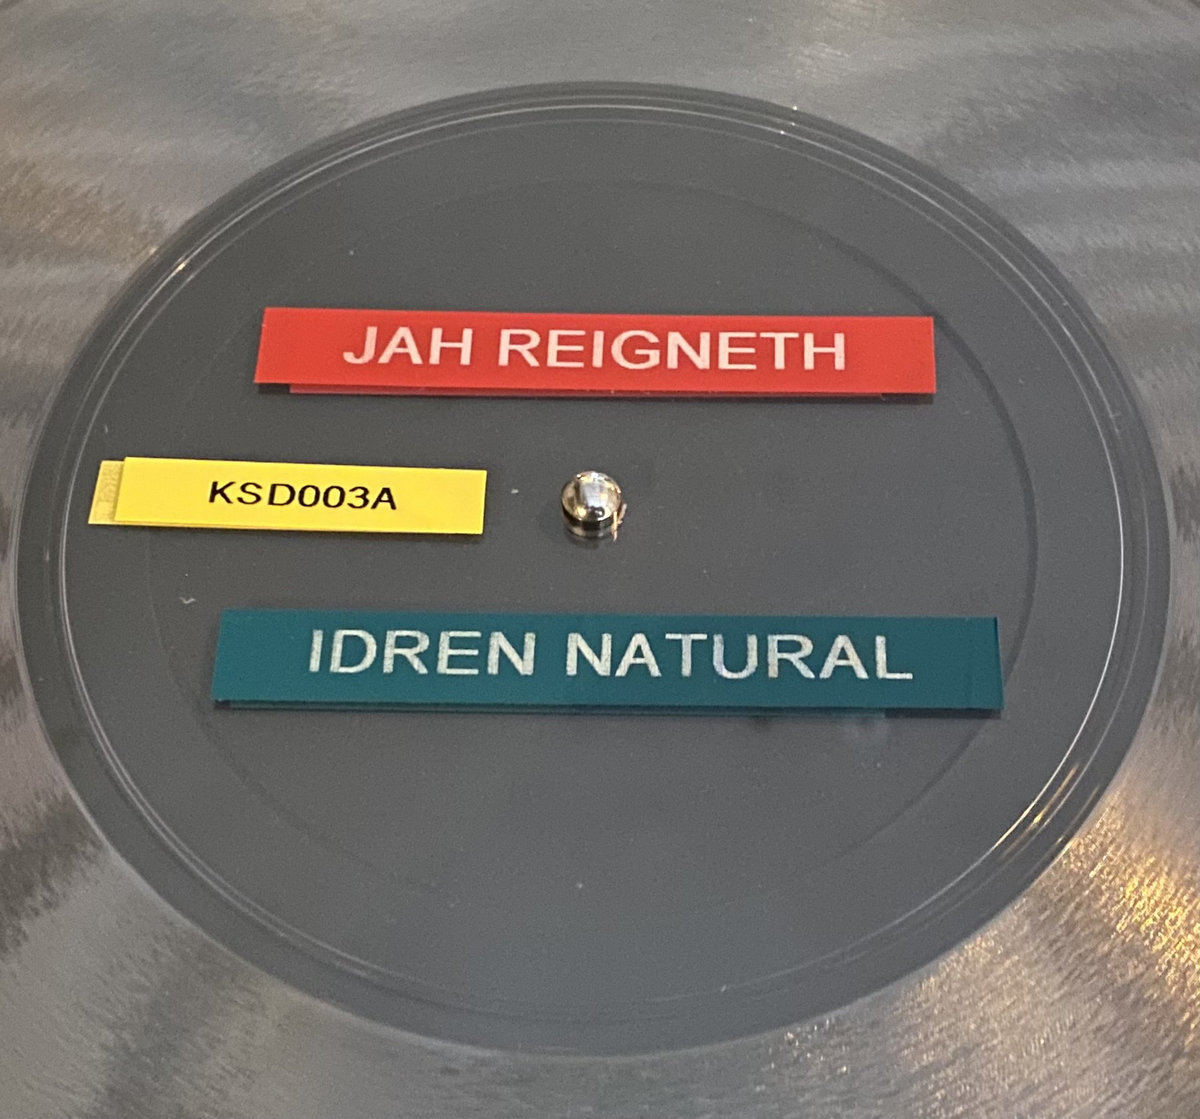 JAH REIGNETH
KSD003A
IDREN NATURAL